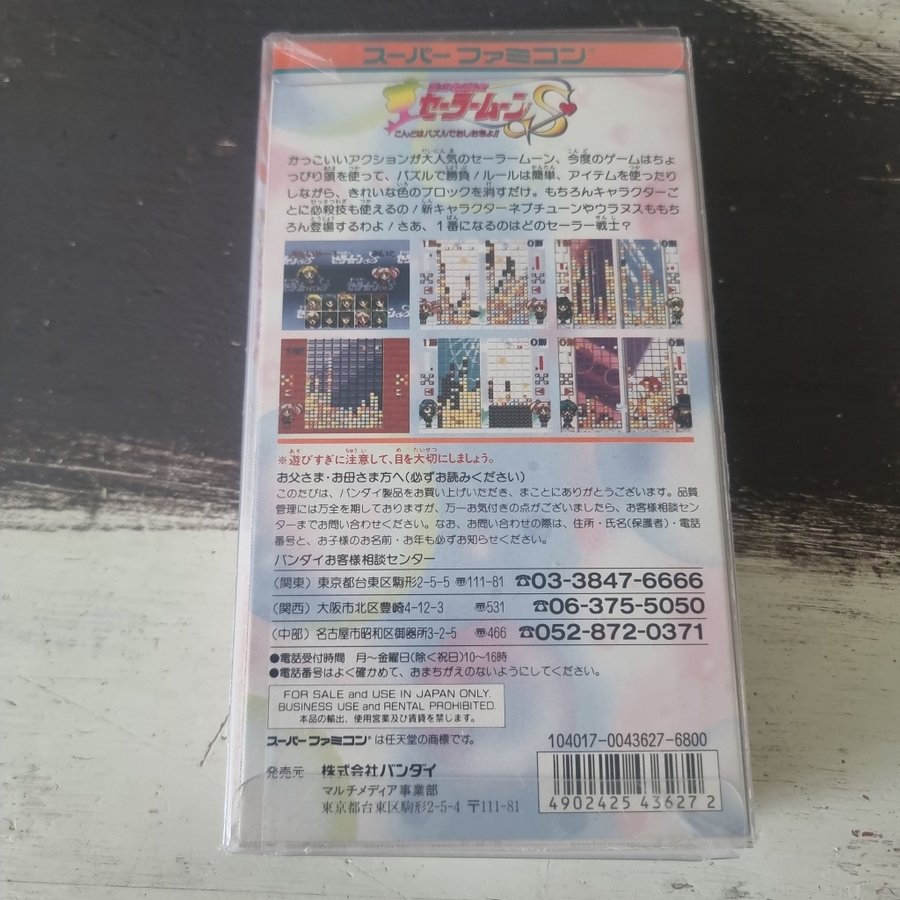 スーパーファミコン
セーラームーンS
こんどはパズルでおしおきよ!!
かっこいいアクションが大人気のセーラームーン、今度のゲームはちょ
っぴり頭を使って、パズルで勝負!ルールは簡単、アイテムを使ったり
しながら、きれいな色のブロックを消すだけ。もちろんキャラクターご
とに必殺技も使えるの!新キャラクターネプチューンやウラヌスももち
ろん登場するわよ!さあ、1番になるのはどのセーラー戦士?
※遊びすぎに注意して、目を大切にしましょう。
お父さま・お母さま方へ(必ずお読みください)
このたびは、バンダイ製品をお買い上げいただき、まことにありがとうございます。品質
管理には万全を期しておりますが、万一お気付きの点がございましたら、お客様相談セン
ターまでお問い合わせください。なお、お問い合わせの際は、住所・氏名(保護者)・電話
番号と、お子様のお名前・お年も必ずお知らせください。
バンダイお客様相談センター
(関東) 東京都台東区駒形2-5-5 〠111-81 ☎03-3847-6666
(関西) 大阪市北区豊崎4-12-3 〠531 ☎06-375-5050
(中部) 名古屋市昭和区御器所3-2-5 〠466 ☎052-872-0371
●電話受付時間 月~金曜日(除く祝日)10~16時
●電話番号はよく確かめて、おまちがえのないようにしてください。
FOR SALE and USE IN JAPAN ONLY.
BUSINESS USE and RENTAL PROHIBITED.
本品の輸出、使用営業及び賃貸を禁じます。
スーパーファミコン®は任天堂の商標です。
104017-0043627-6800
発売元 株式会社バンダイ
マルチメディア事業部
東京都台東区駒形2-5-4 〒111-81
4902425 436272